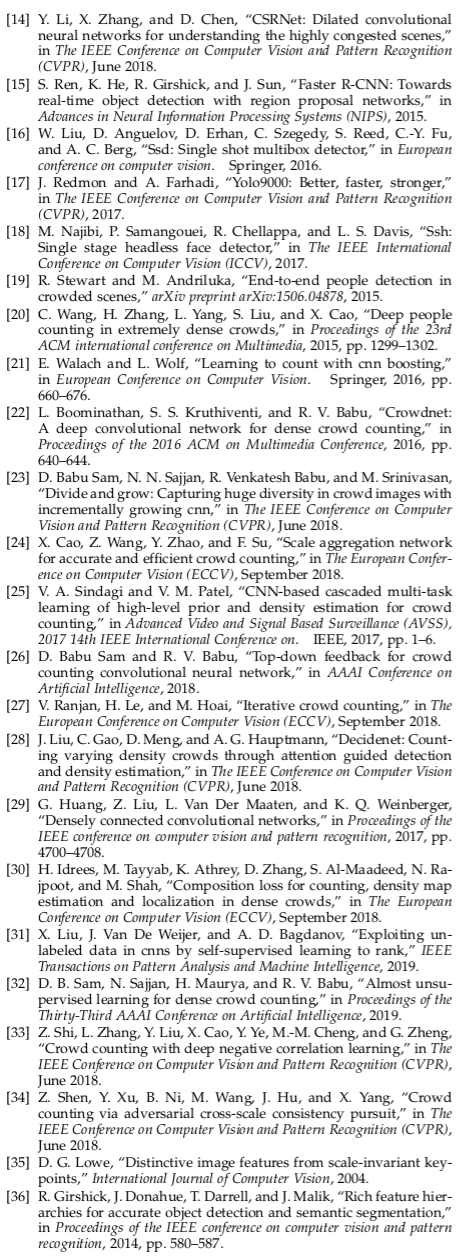 [14] Y. Li, X. Zhang, and D. Chen, “CSRNet: Dilated convolutional
neural networks for understanding the highly congested scenes,”
in The IEEE Conference on Computer Vision and Pattern Recognition
(CVPR), June 2018.
[15] S. Ren, K. He, R. Girshick, and J. Sun, “Faster R-CNN: Towards
real-time object detection with region proposal networks,” in
Advances in Neural Information Processing Systems (NIPS), 2015.
[16] W. Liu, D. Anguelov, D. Erhan, C. Szegedy, S. Reed, C.-Y. Fu,
and A. C. Berg, “Ssd: Single shot multibox detector,” in European
conference on computer vision. Springer, 2016.
[17] J. Redmon and A. Farhadi, “Yolo9000: Better, faster, stronger,”
in The IEEE Conference on Computer Vision and Pattern Recognition
(CVPR), 2017.
[18] M. Najibi, P. Samangouei, R. Chellappa, and L. S. Davis, “Ssh:
Single stage headless face detector,” in The IEEE International
Conference on Computer Vision (ICCV), 2017.
[19] R. Stewart and M. Andriluka, “End-to-end people detection in
crowded scenes,” arXiv preprint arXiv:1506.04878, 2015.
[20] C. Wang, H. Zhang, L. Yang, S. Liu, and X. Cao, “Deep people
counting in extremely dense crowds,” in Proceedings of the 23rd
ACM international conference on Multimedia, 2015, pp. 1299–1302.
[21] E. Walach and L. Wolf, “Learning to count with cnn boosting,”
in European Conference on Computer Vision. Springer, 2016, pp.
660–676.
[22] L. Boominathan, S. S. Kruthiventi, and R. V. Babu, “Crowdnet:
A deep convolutional network for dense crowd counting,” in
Proceedings of the 2016 ACM on Multimedia Conference, 2016, pp.
640–644.
[23] D. Babu Sam, N. N. Sajjan, R. Venkatesh Babu, and M. Srinivasan,
“Divide and grow: Capturing huge diversity in crowd images with
incrementally growing cnn,” in The IEEE Conference on Computer
Vision and Pattern Recognition (CVPR), June 2018.
[24] X. Cao, Z. Wang, Y. Zhao, and F. Su, “Scale aggregation network
for accurate and efficient crowd counting,” in The European Confer-
ence on Computer Vision (ECCV), September 2018.
[25] V. A. Sindagi and V. M. Patel, “CNN-based cascaded multi-task
learning of high-level prior and density estimation for crowd
counting,” in Advanced Video and Signal Based Surveillance (AVSS),
2017 14th IEEE International Conference on. IEEE, 2017, pp. 1–6.
[26] D. Babu Sam and R. V. Babu, “Top-down feedback for crowd
counting convolutional neural network,” in AAAI Conference on
Artificial Intelligence, 2018.
[27] V. Ranjan, H. Le, and M. Hoai, “Iterative crowd counting,” in The
European Conference on Computer Vision (ECCV), September 2018.
[28] J. Liu, C. Gao, D. Meng, and A. G. Hauptmann, “Decidenet: Count-
ing varying density crowds through attention guided detection
and density estimation,” in The IEEE Conference on Computer Vision
and Pattern Recognition (CVPR), June 2018.
[29] G. Huang, Z. Liu, L. Van Der Maaten, and K. Q. Weinberger,
“Densely connected convolutional networks,” in Proceedings of the
IEEE conference on computer vision and pattern recognition, 2017, pp.
4700–4708.
[30] H. Idrees, M. Tayyab, K. Athrey, D. Zhang, S. Al-Maadeed, N. Ra-
jpoot, and M. Shah, “Composition loss for counting, density map
estimation and localization in dense crowds,” in The European
Conference on Computer Vision (ECCV), September 2018.
[31] X. Liu, J. Van De Weijer, and A. D. Bagdanov, “Exploiting un-
labeled data in cnns by self-supervised learning to rank,” IEEE
Transactions on Pattern Analysis and Machine Intelligence, 2019.
[32] D. B. Sam, N. Sajjan, H. Maurya, and R. V. Babu, “Almost unsu-
pervised learning for dense crowd counting,” in Proceedings of the
Thirty-Third AAAI Conference on Artificial Intelligence, 2019.
[33] Z. Shi, L. Zhang, Y. Liu, X. Cao, Y. Ye, M.-M. Cheng, and G. Zheng,
“Crowd counting with deep negative correlation learning,” in The
IEEE Conference on Computer Vision and Pattern Recognition (CVPR),
June 2018.
[34] Z. Shen, Y. Xu, B. Ni, M. Wang, J. Hu, and X. Yang, “Crowd
counting via adversarial cross-scale consistency pursuit,” in The
IEEE Conference on Computer Vision and Pattern Recognition (CVPR),
June 2018.
[35] D. G. Lowe, “Distinctive image features from scale-invariant key-
points,” International Journal of Computer Vision, 2004.
[36] R. Girshick, J. Donahue, T. Darrell, and J. Malik, “Rich feature hier-
archies for accurate object detection and semantic segmentation,”
in Proceedings of the IEEE conference on computer vision and pattern
recognition, 2014, pp. 580–587.